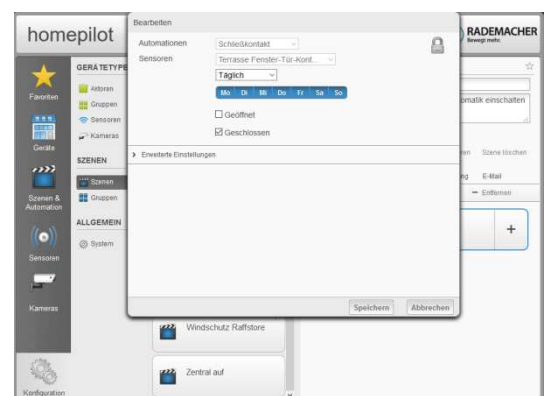 homepilot
RADEMACHER
Bewegt mehr.
Favoriten
Geräte
Szenen &
Automation
Sensoren
Kameras
Konfiguration
GERÄTETYPE
Aktoren
Gruppen
Sensoren
Kameras
SZENEN
Szenen
Gruppen
ALLGEMEIN
System
Bearbeiten
Automationen
Schließkontakt
Sensoren
Terrasse Fenster-Tür-Kont...
Täglich
Mo Di Mi Do Fr Sa So
Geöffnet
Geschlossen
Erweiterte Einstellungen
Speichern
Abbrechen
Windschutz Raffstore
Zentral auf
omatik einschalten
ren
Szene löschen
ng
E-Mail
Entfernen